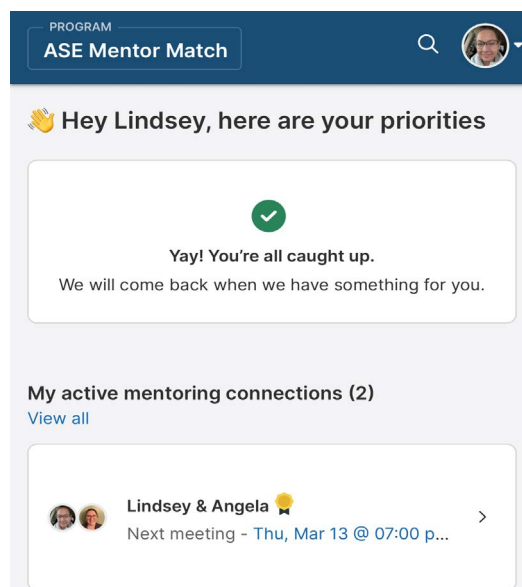 PROGRAM
ASE Mentor Match
👋 Hey Lindsey, here are your priorities
Yay! You’re all caught up.
We will come back when we have something for you.
My active mentoring connections (2)
View all
Lindsey & Angela
Next meeting - Thu, Mar 13 @ 07:00 p...